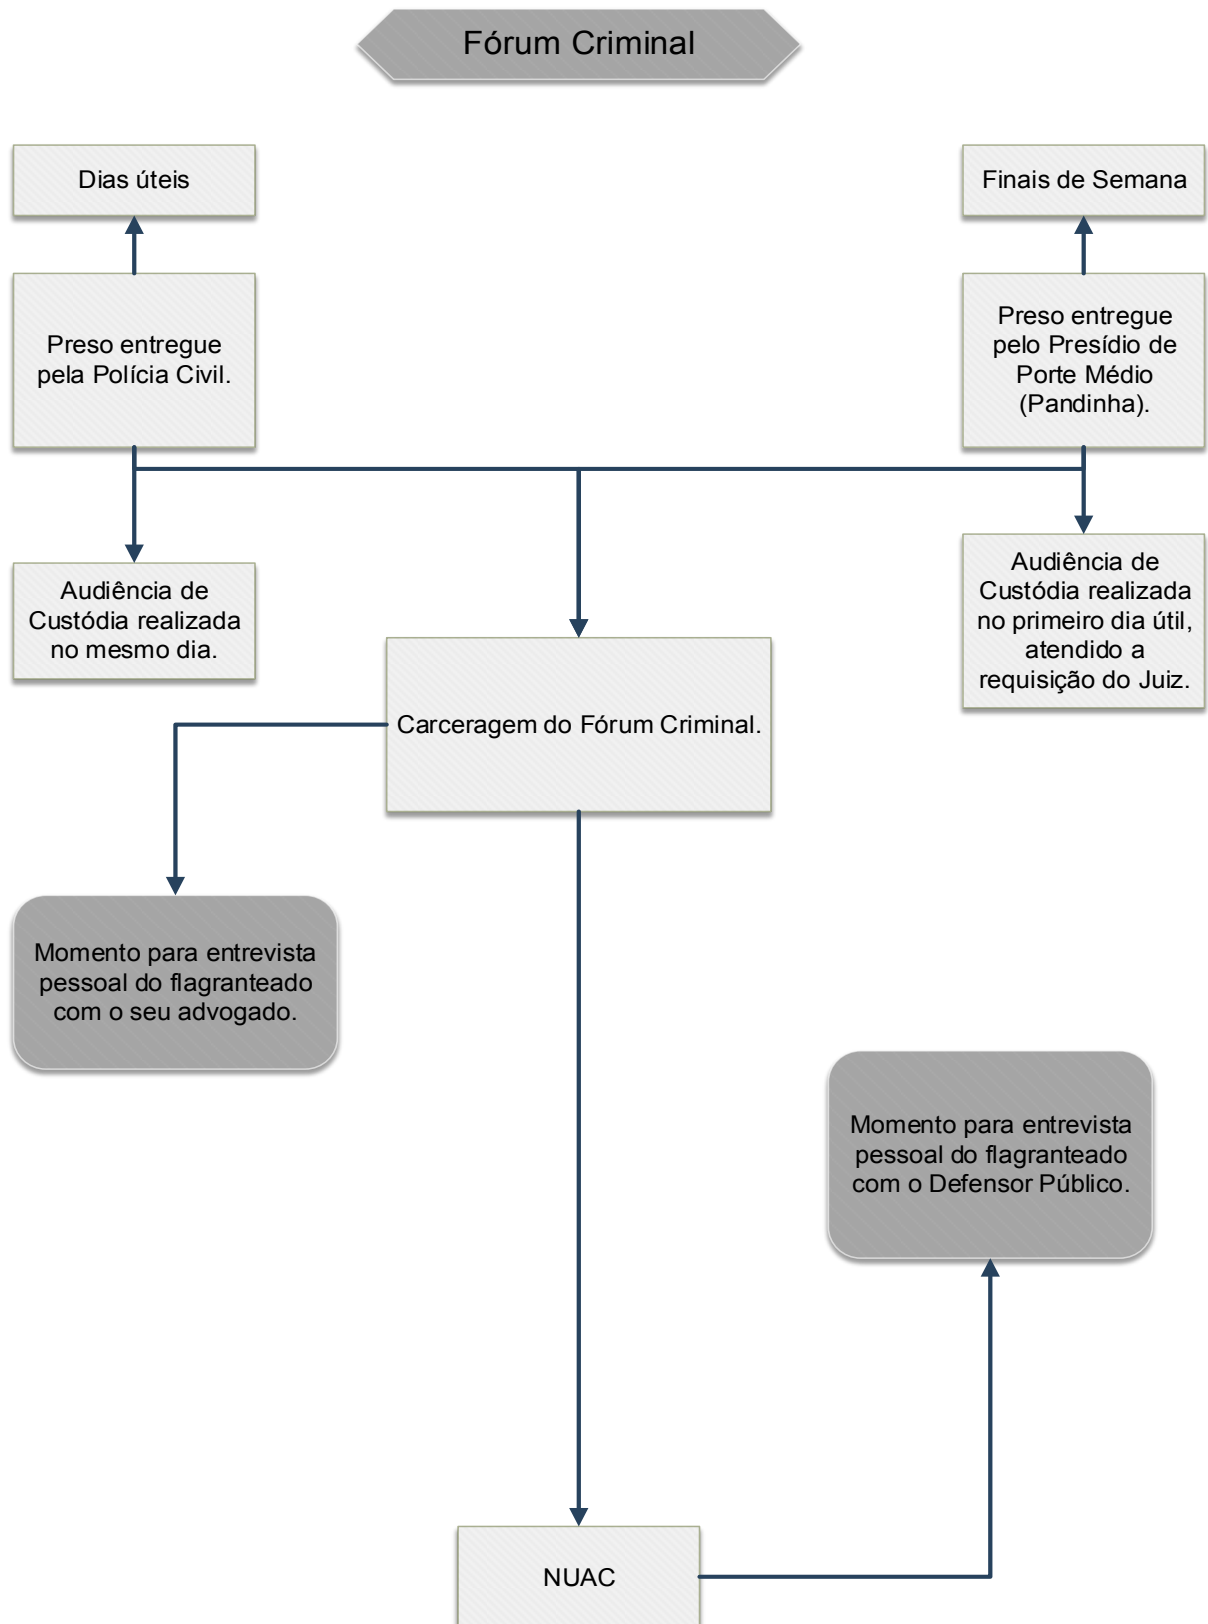 Fórum Criminal
Dias úteis
Finais de Semana
Preso entregue
pela Polícia Civil.
Preso entregue
pelo Presídio de
Porte Médio
(Pandinha).
Audiência de
Custódia realizada
no mesmo dia.
Audiência de
Custódia realizada
no primeiro dia útil,
atendido a
requisição do Juiz.
Carceragem do Fórum Criminal.
Momento para entrevista
pessoal do flagranteado
com o seu advogado.
Momento para entrevista
pessoal do flagranteado
com o Defensor Público.
NUAC